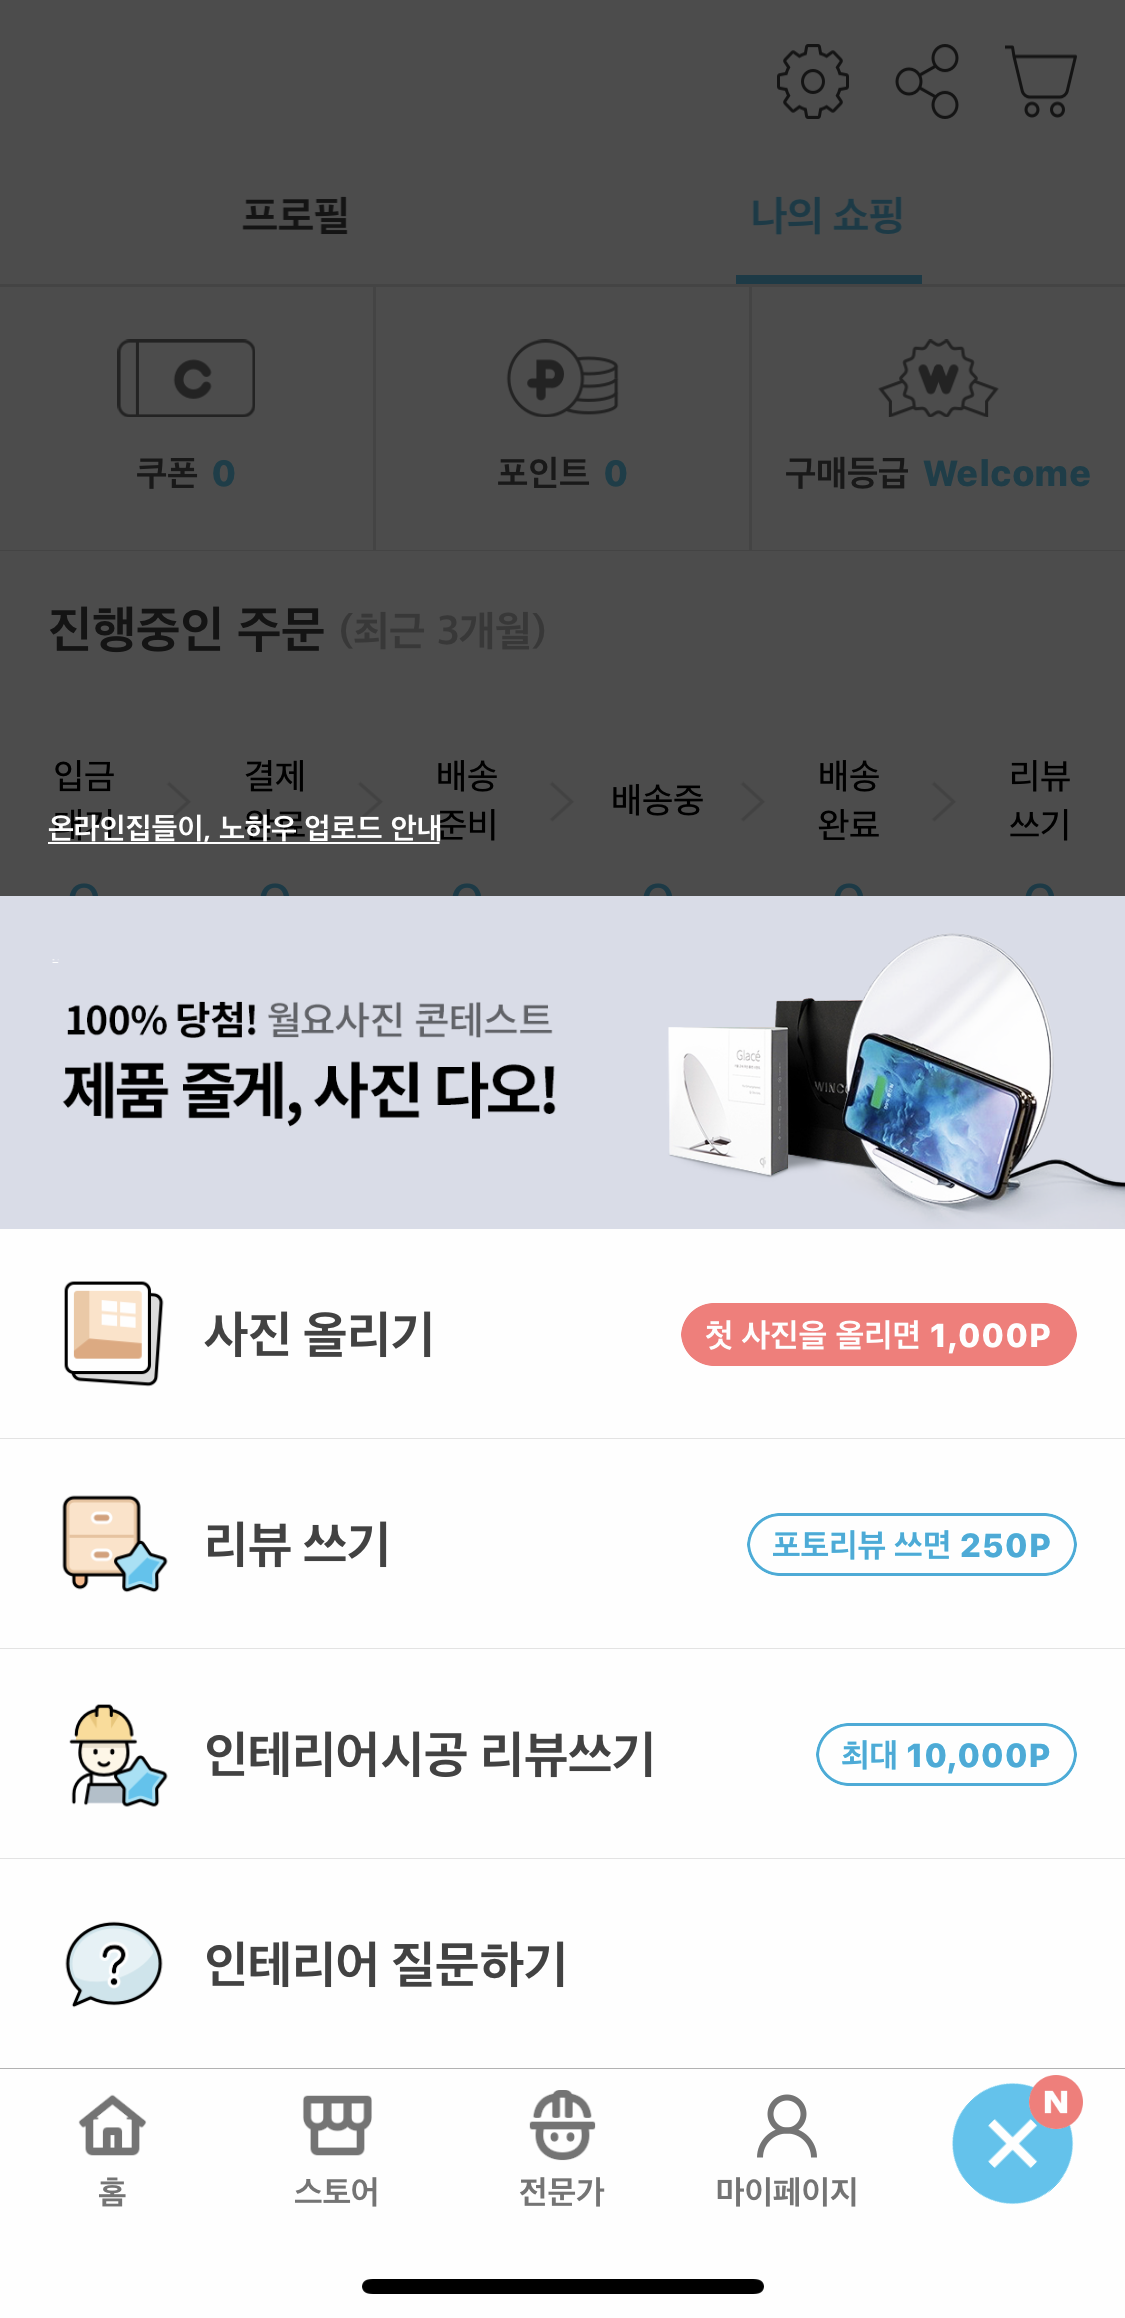 프로필
나의 쇼핑
C
P
W
쿠폰 0
포인트 0
구매등급 Welcome
진행중인 주문 (최근 3개월)
입금
결제
배송
준비
배송중
배송
완료
리뷰
쓰기
온라인집들이, 노하우 업로드 안내
100% 당첨! 월요사진 콘테스트
제품 줄게, 사진 다오!
Glacé
사진 올리기
첫 사진을 올리면 1,000P
리뷰 쓰기
포토리뷰 쓰면 250P
인테리어시공 리뷰쓰기
최대 10,000P
?
인테리어 질문하기
N
홈
스토어
전문가
마이페이지